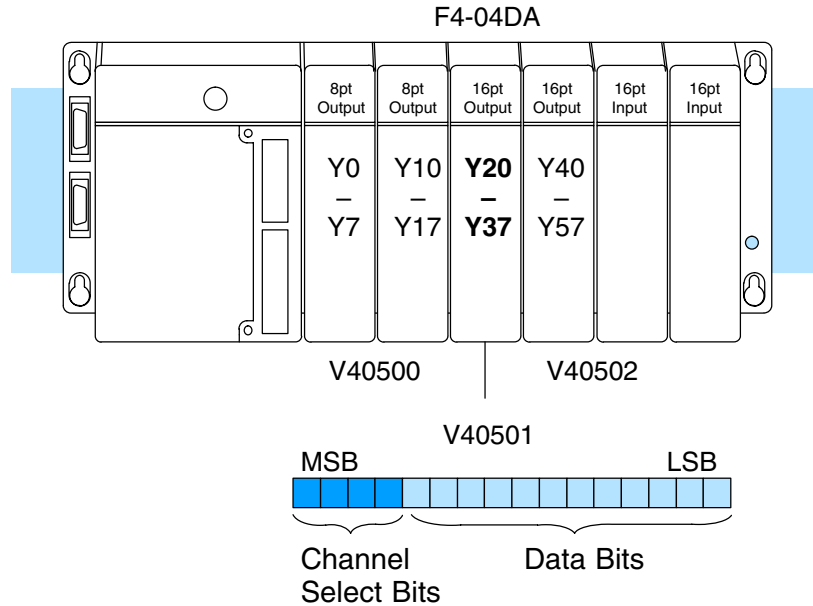 F4-04DA
8pt Output
8pt Output
16pt Output
16pt Output
16pt Input
16pt Input
Y0 – Y7
Y10 – Y17
Y20 – Y37
Y40 – Y57
V40500
V40502
V40501
MSB
LSB
Channel Select Bits
Data Bits